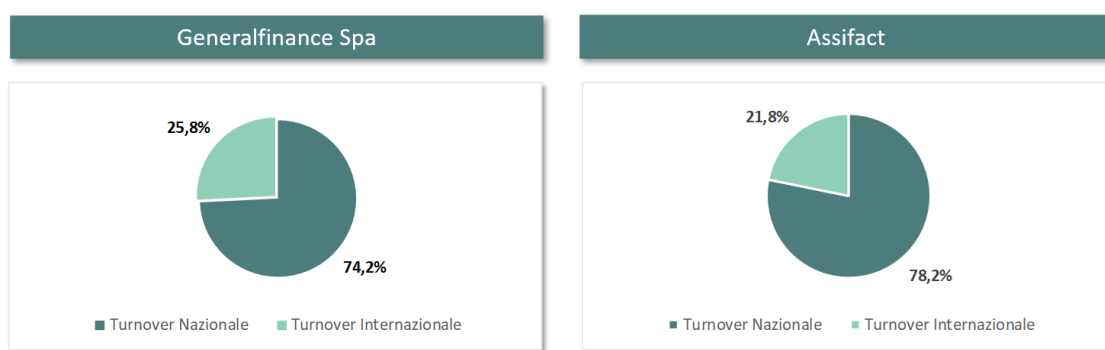 Generalfinance Spa
25,8%
74,2%
Turnover Nazionale
Turnover Internazionale
Assifact
21,8%
78,2%
Turnover Nazionale
Turnover Internazionale